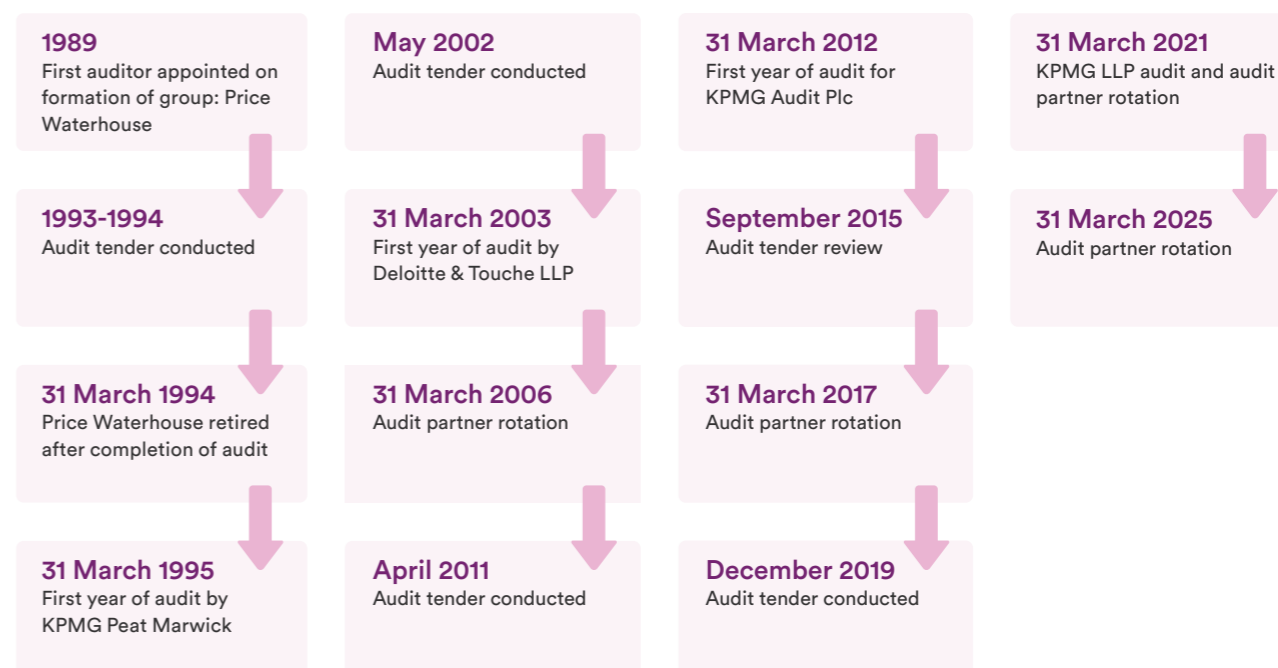 1989
First auditor appointed on
formation of group: Price
Waterhouse
1993-1994
Audit tender conducted
31 March 1994
Price Waterhouse retired
after completion of audit
31 March 1995
First year of audit by
KPMG Peat Marwick
May 2002
Audit tender conducted
31 March 2003
First year of audit by
Deloitte & Touche LLP
31 March 2006
Audit partner rotation
April 2011
Audit tender conducted
31 March 2012
First year of audit for
KPMG Audit Plc
September 2015
Audit tender review
31 March 2017
Audit partner rotation
December 2019
Audit tender conducted
31 March 2021
KPMG LLP audit and audit
partner rotation
31 March 2025
Audit partner rotation